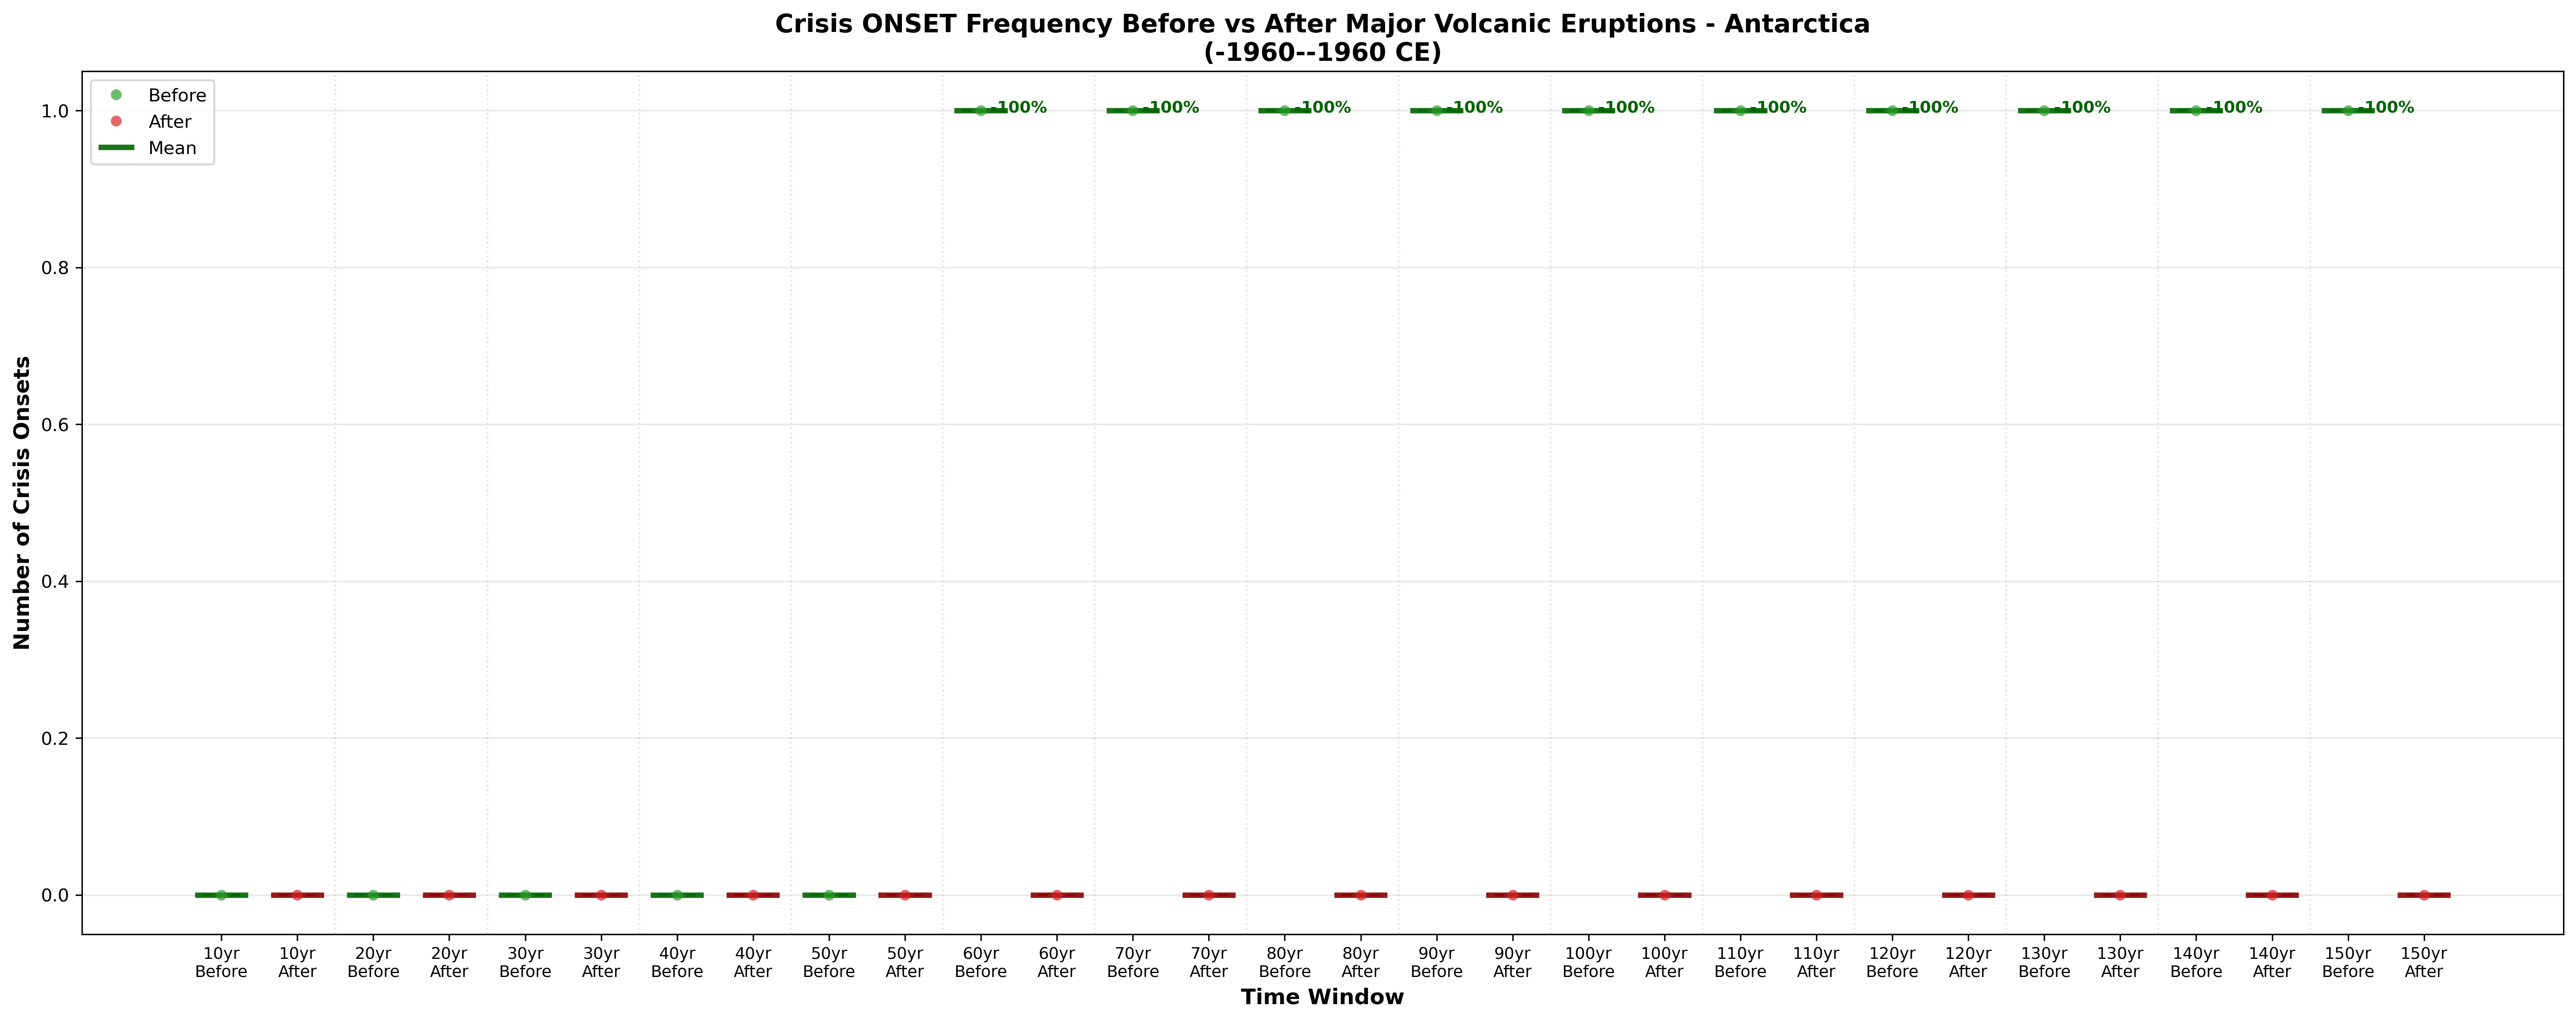 Crisis ONSET Frequency Before vs After Major Volcanic Eruptions - Antarctica
(-1960--1960 CE)
Before
After
Mean
-100% -100% -100% -100% -100% -100% -100% -100% -100% -100%
1.0
0.8
0.6
0.4
0.2
0.0
Number of Crisis Onsets
10yr Before
10yr After
20yr Before
20yr After
30yr Before
30yr After
40yr Before
40yr After
50yr Before
50yr After
60yr Before
60yr After
70yr Before
70yr After
80yr Before
80yr After
90yr Before
90yr After
100yr Before
100yr After
110yr Before
110yr After
120yr Before
120yr After
130yr Before
130yr After
140yr Before
140yr After
150yr Before
150yr After
Time Window